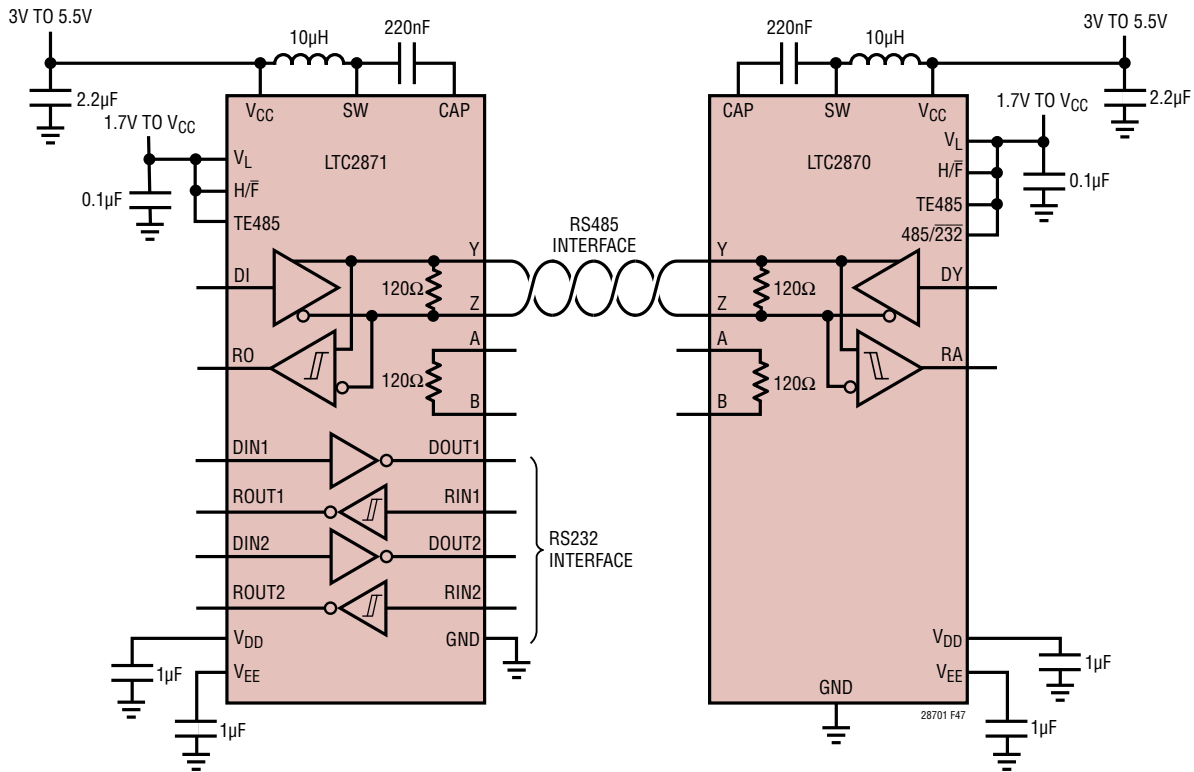 3V TO 5.5V
10µH
220nF
2.2µF
VCC
SW
CAP
1.7V TO VCC
VL
LTC2871
H/F̅
0.1µF
TE485
Y
DI
120Ω
Z
RO
A
120Ω
B
DIN1
DOUT1
ROUT1
RIN1
DIN2
DOUT2
ROUT2
RIN2
VDD
GND
VEE
1µF
1µF
RS485
INTERFACE
RS232
INTERFACE
220nF
10µH
3V TO 5.5V
CAP
SW
VCC
2.2µF
1.7V TO VCC
VL
LTC2870
H/F̅
0.1µF
TE485
485/2̅3̅2̅
Y
DY
120Ω
Z
A
RA
120Ω
B
VDD
1µF
VEE
GND
1µF
28701 F47